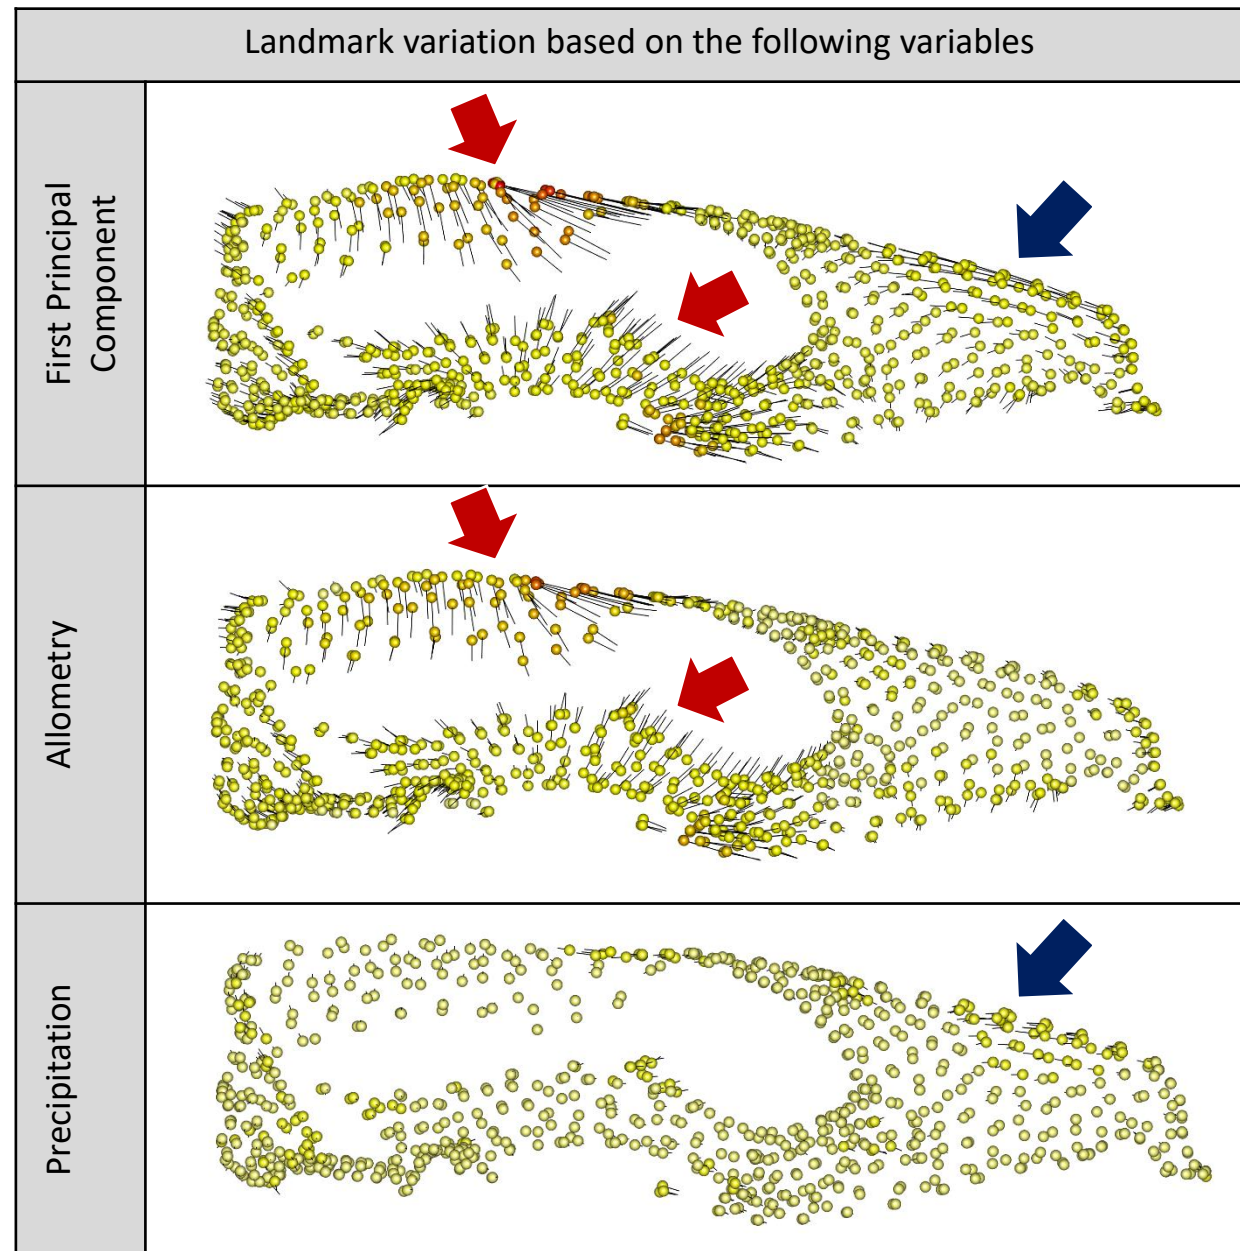 Landmark variation based on the following variables
First Principal
Component
Allometry
Precipitation